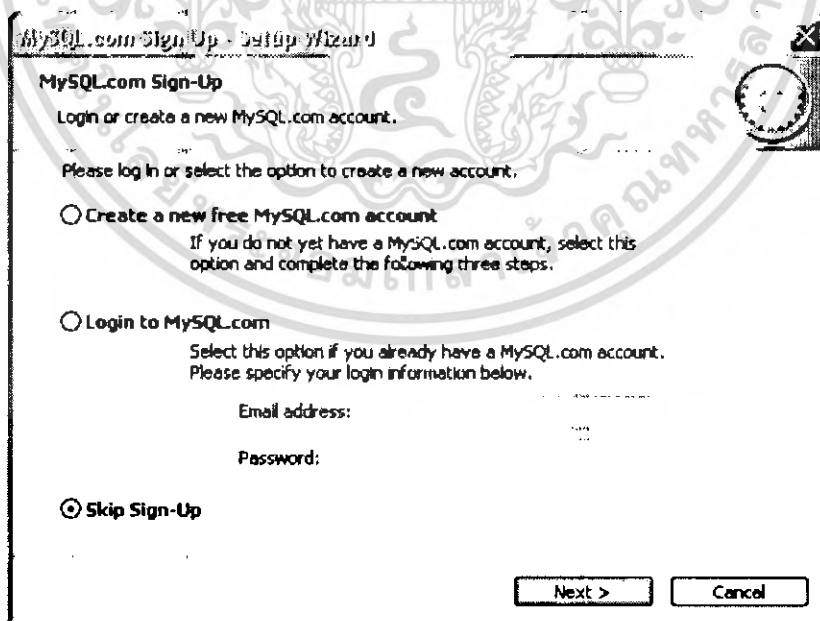 MySQL.com Sign Up - Setup Wizard
MySQL.com Sign-Up
Login or create a new MySQL.com account.
Please log in or select the option to create a new account.
Create a new free MySQL.com account
If you do not yet have a MySQL.com account, select this
option and complete the following three steps.
Login to MySQL.com
Select this option if you already have a MySQL.com account.
Please specify your login information below.
Email address:
Password:
Skip Sign-Up
Next >
Cancel